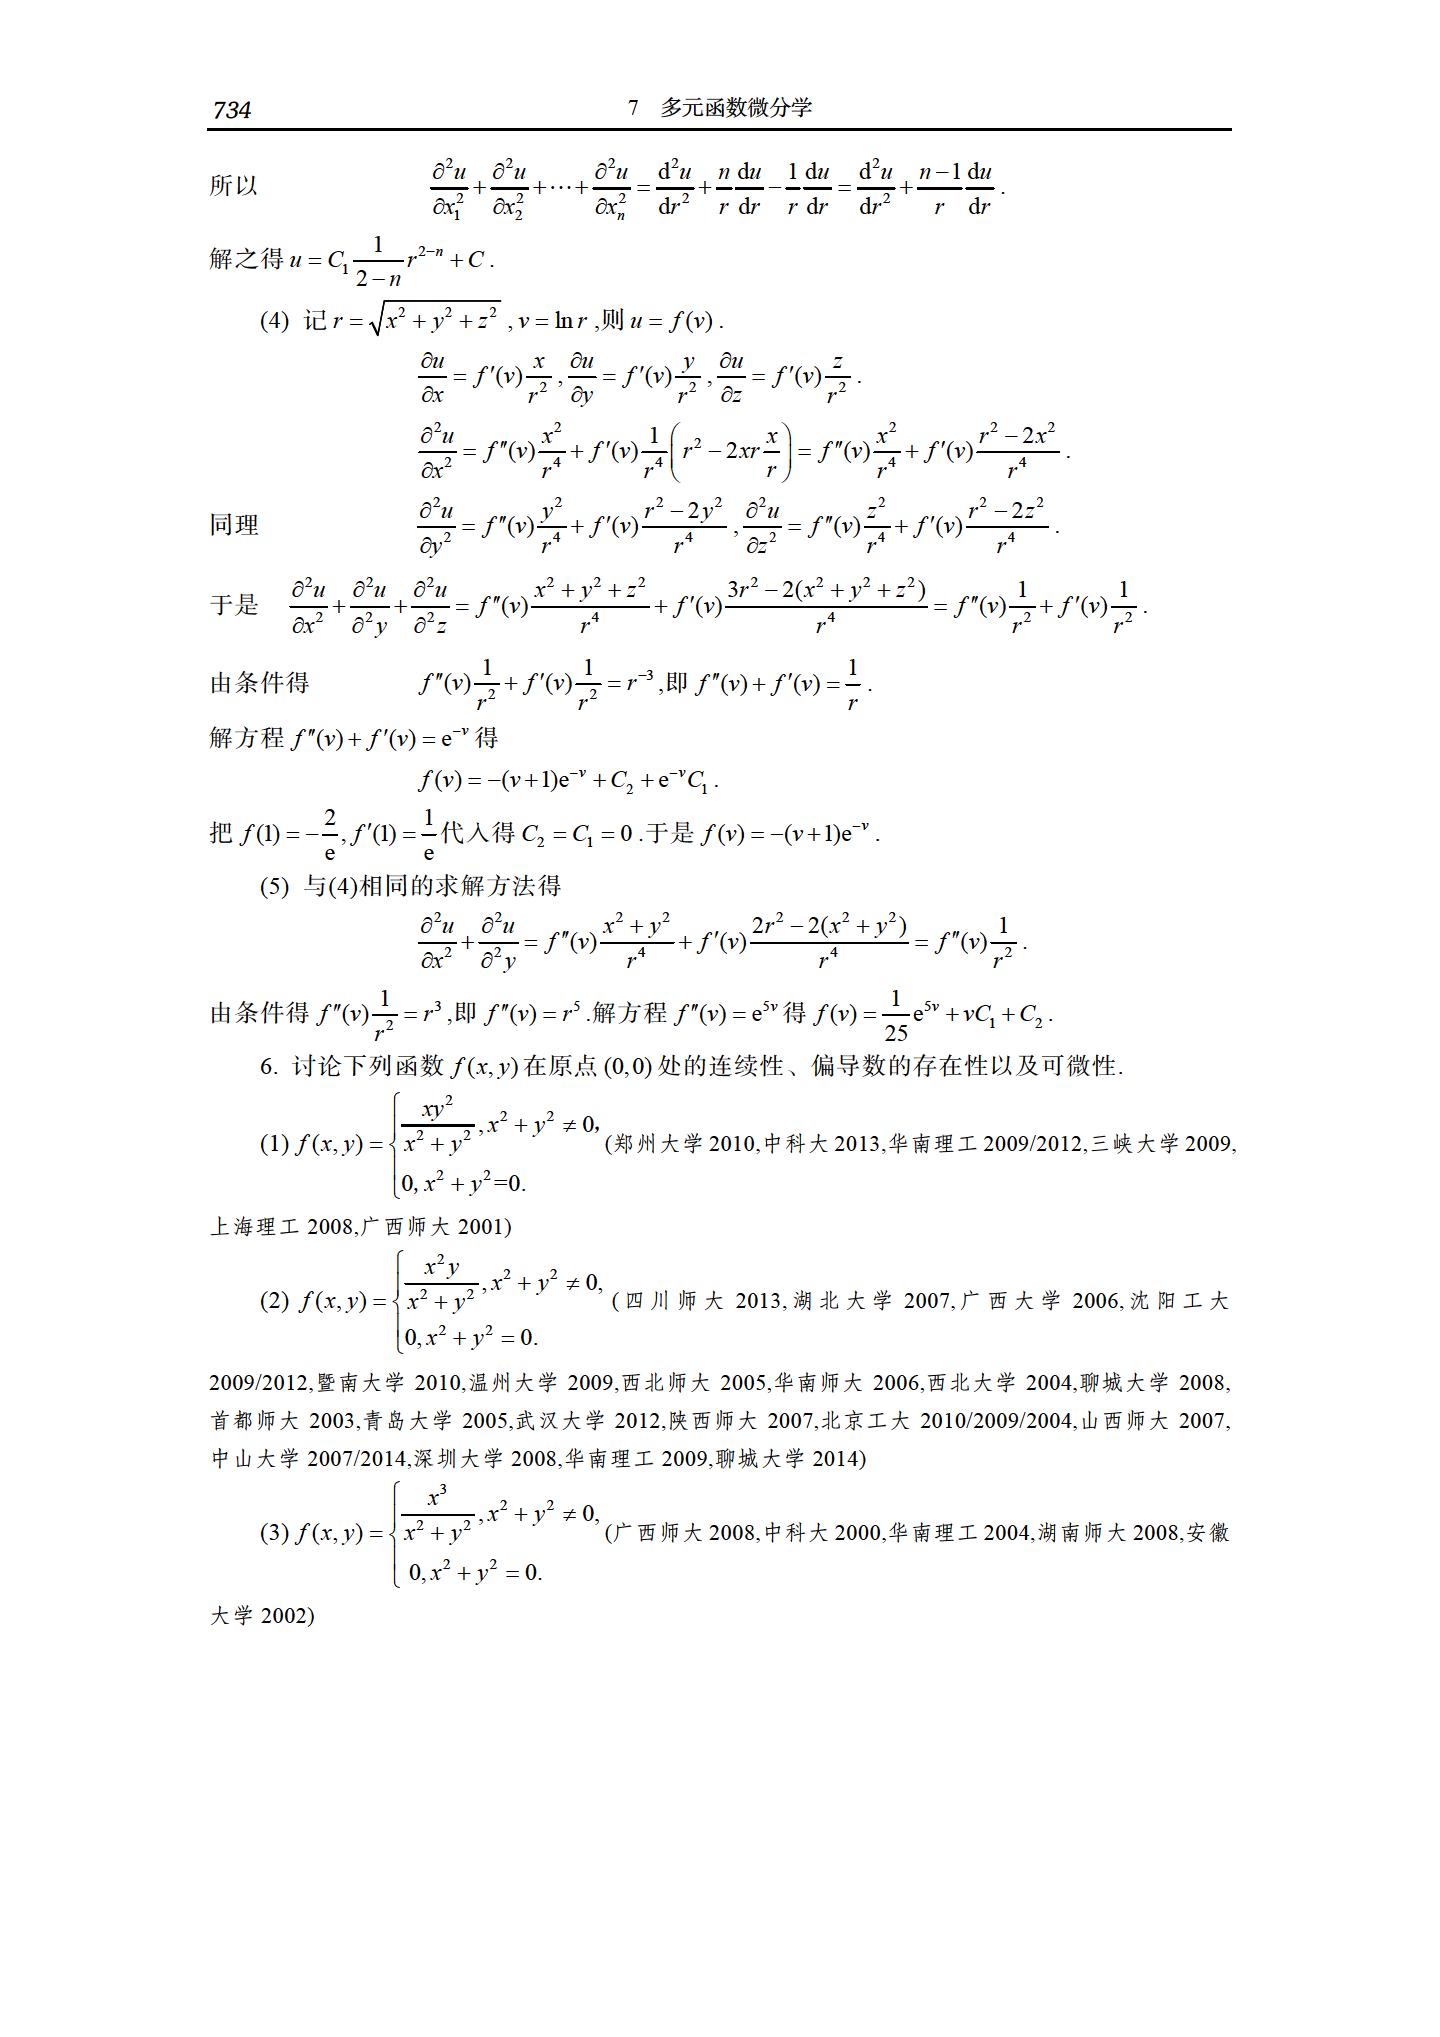 734
7 多元函数微分学
所以 $\frac{\partial^2 u}{\partial x_1^2}+\frac{\partial^2 u}{\partial x_2^2}+\cdots+\frac{\partial^2 u}{\partial x_n^2}=\frac{\mathrm{d}^2u}{\mathrm{d}r^2}+\frac{n}{r}\frac{\mathrm{d}u}{\mathrm{d}r}-\frac{1}{r}\frac{\mathrm{d}u}{\mathrm{d}r}=\frac{\mathrm{d}^2u}{\mathrm{d}r^2}+\frac{n-1}{r}\frac{\mathrm{d}u}{\mathrm{d}r}$ .
解之得 $u=C_1\frac{1}{2-n}r^{2-n}+C$ .
(4) 记 $r=\sqrt{x^2+y^2+z^2}$ , $v=\ln r$ ,则 $u=f(v)$ .
$\frac{\partial u}{\partial x}=f'(v)\frac{x}{r^2},\frac{\partial u}{\partial y}=f'(v)\frac{y}{r^2},\frac{\partial u}{\partial z}=f'(v)\frac{z}{r^2}$ .
$\frac{\partial^2 u}{\partial x^2}=f''(v)\frac{x^2}{r^4}+f'(v)\frac{1}{r^4}\left(r^2-2xr\frac{x}{r}\right)=f''(v)\frac{x^2}{r^4}+f'(v)\frac{r^2-2x^2}{r^4}$ .
同理 $\frac{\partial^2 u}{\partial y^2}=f''(v)\frac{y^2}{r^4}+f'(v)\frac{r^2-2y^2}{r^4},\frac{\partial^2 u}{\partial z^2}=f''(v)\frac{z^2}{r^4}+f'(v)\frac{r^2-2z^2}{r^4}$ .
于是 $\frac{\partial^2 u}{\partial x^2}+\frac{\partial^2 u}{\partial^2 y}+\frac{\partial^2 u}{\partial^2 z}=f''(v)\frac{x^2+y^2+z^2}{r^4}+f'(v)\frac{3r^2-2(x^2+y^2+z^2)}{r^4}=f''(v)\frac{1}{r^2}+f'(v)\frac{1}{r^2}$ .
由条件得 $f''(v)\frac{1}{r^2}+f'(v)\frac{1}{r^2}=r^{-3}$ ,即 $f''(v)+f'(v)=\frac{1}{r}$ .
解方程 $f''(v)+f'(v)=\mathrm{e}^{-v}$ 得
$f(v)=-(v+1)\mathrm{e}^{-v}+C_2+\mathrm{e}^{-v}C_1$ .
把 $f(1)=-\frac{2}{\mathrm{e}},f'(1)=\frac{1}{\mathrm{e}}$ 代入得 $C_2=C_1=0$ .于是 $f(v)=-(v+1)\mathrm{e}^{-v}$ .
(5) 与(4)相同的求解方法得
$\frac{\partial^2 u}{\partial x^2}+\frac{\partial^2 u}{\partial^2 y}=f''(v)\frac{x^2+y^2}{r^4}+f'(v)\frac{2r^2-2(x^2+y^2)}{r^4}=f''(v)\frac{1}{r^2}$ .
由条件得 $f''(v)\frac{1}{r^2}=r^3$ ,即 $f''(v)=r^5$ .解方程 $f''(v)=\mathrm{e}^{5v}$ 得 $f(v)=\frac{1}{25}\mathrm{e}^{5v}+vC_1+C_2$ .
6. 讨论下列函数 $f(x,y)$ 在原点 $(0,0)$ 处的连续性、偏导数的存在性以及可微性.
(1) $f(x,y)=\begin{cases}\frac{xy^2}{x^2+y^2},x^2+y^2\neq 0,\\0,x^2+y^2=0.\end{cases}$ (郑州大学 2010,中科大 2013,华南理工 2009/2012,三峡大学 2009,
上海理工 2008,广西师大 2001)
(2) $f(x,y)=\begin{cases}\frac{x^2y}{x^2+y^2},x^2+y^2\neq 0,\\0,x^2+y^2=0.\end{cases}$ (四川师大 2013,湖北大学 2007,广西大学 2006,沈阳工大
2009/2012,暨南大学 2010,温州大学 2009,西北师大 2005,华南师大 2006,西北大学 2004,聊城大学 2008,
首都师大 2003,青岛大学 2005,武汉大学 2012,陕西师大 2007,北京工大 2010/2009/2004,山西师大 2007,
中山大学 2007/2014,深圳大学 2008,华南理工 2009,聊城大学 2014)
(3) $f(x,y)=\begin{cases}\frac{x^3}{x^2+y^2},x^2+y^2\neq 0,\\0,x^2+y^2=0.\end{cases}$ (广西师大 2008,中科大 2000,华南理工 2004,湖南师大 2008,安徽
大学 2002)